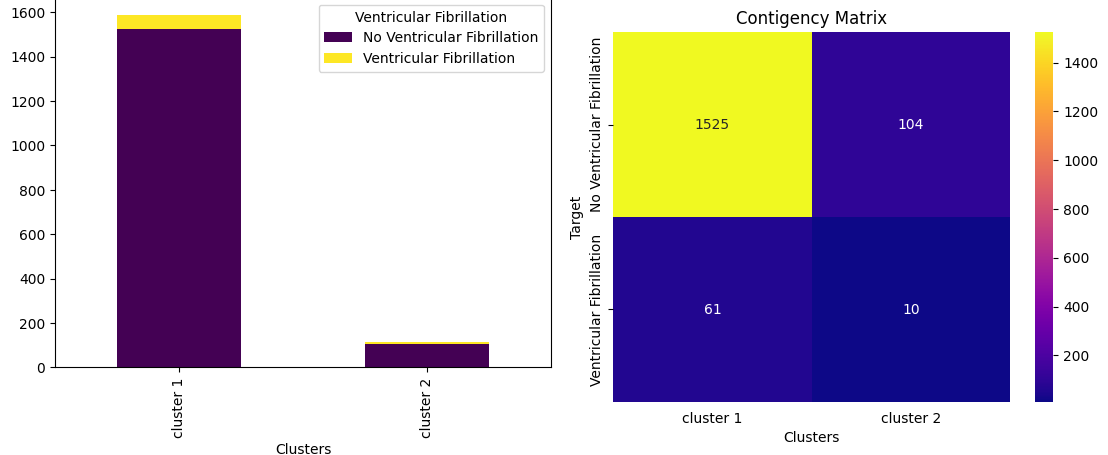 1600
1400
1200
1000
800
600
400
200
0
Ventricular Fibrillation
No Ventricular Fibrillation
Ventricular Fibrillation
cluster 1
cluster 2
Clusters
Contigency Matrix
Target
No Ventricular Fibrillation
Ventricular Fibrillation
1525
104
61
10
cluster 1
cluster 2
Clusters
1400
1200
1000
800
600
400
200